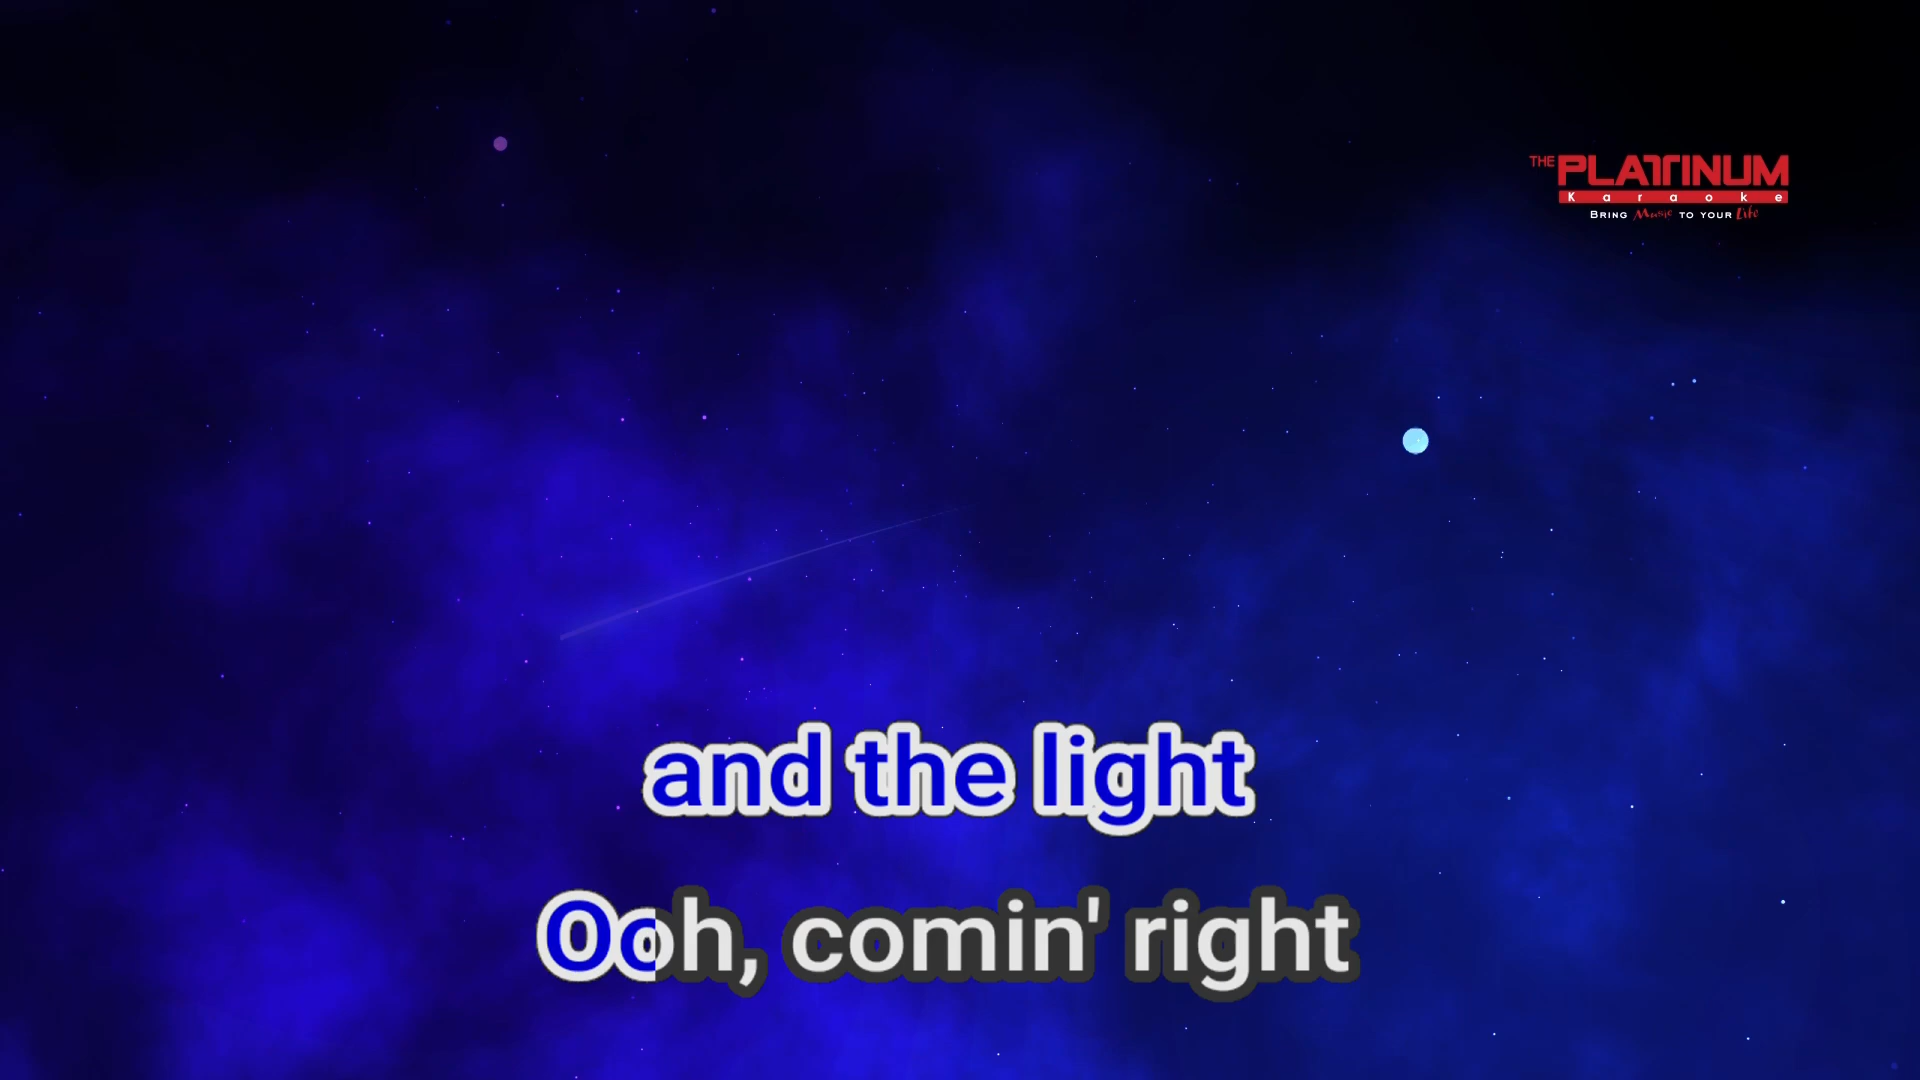 THE PLATINUM
Karaoke
BRING Music TO YOUR Life
and the light
Ooh, comin' right